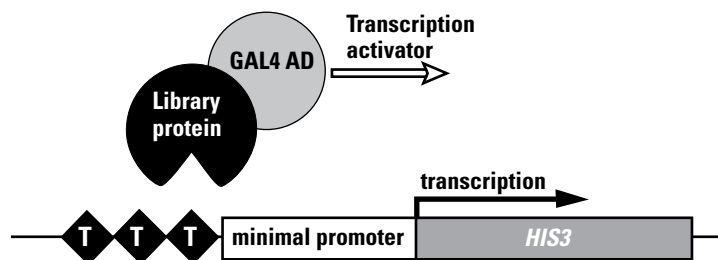 Transcription
activator
GAL4 AD
Library
protein
transcription
T T T minimal promoter HIS3